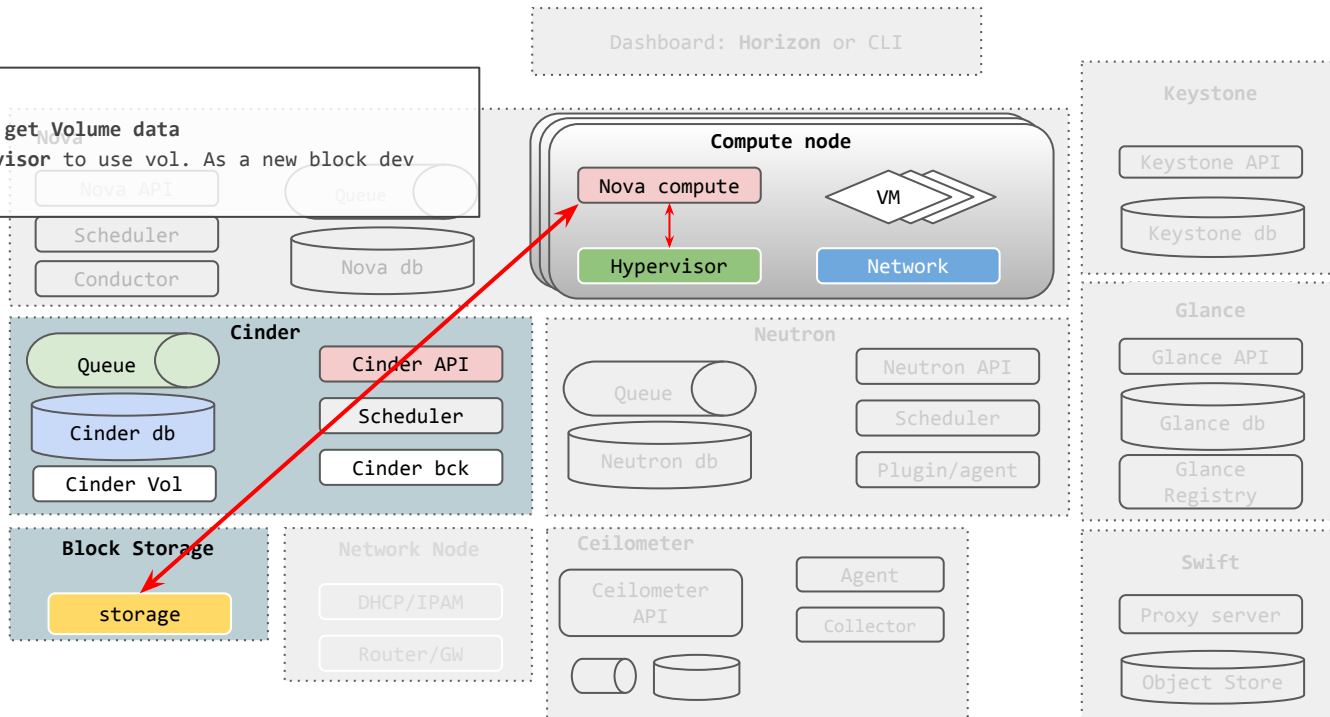 Dashboard: Horizon or CLI
get Volume data
to use vol. As a new block dev
Nova
Nova API
Queue
Scheduler
Nova db
Conductor
Compute node
Nova compute
VM
Hypervisor
Network
Keystone
Keystone API
Keystone db
Cinder
Queue
Cinder API
Cinder db
Scheduler
Cinder Vol
Cinder bck
Neutron
Queue
Neutron API
Neutron db
Scheduler
Plugin/agent
Glance
Glance API
Glance db
Glance
Registry
Block Storage
storage
Network Node
DHCP/IPAM
Router/GW
Ceilometer
Ceilometer
API
Agent
Collector
Swift
Proxy server
Object Store